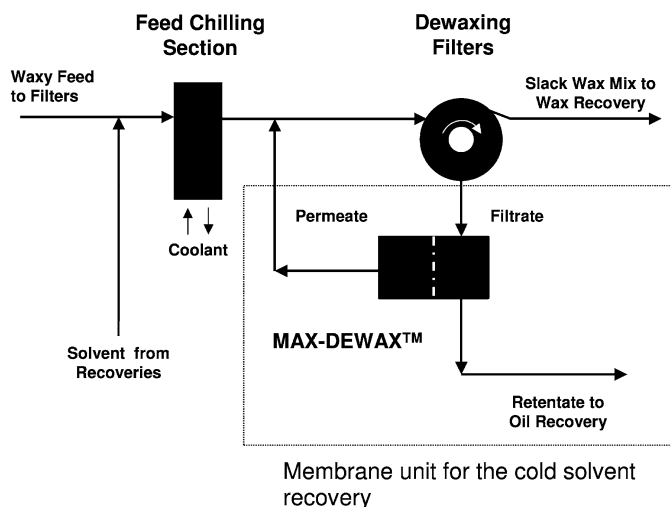 Feed Chilling
Section
Dewaxing
Filters
Waxy Feed
to Filters
Slack Wax Mix to
Wax Recovery
Permeate
Filtrate
Coolant
MAX-DEWAX™
Solvent from
Recoveries
Retentate to
Oil Recovery
Membrane unit for the cold solvent
recovery